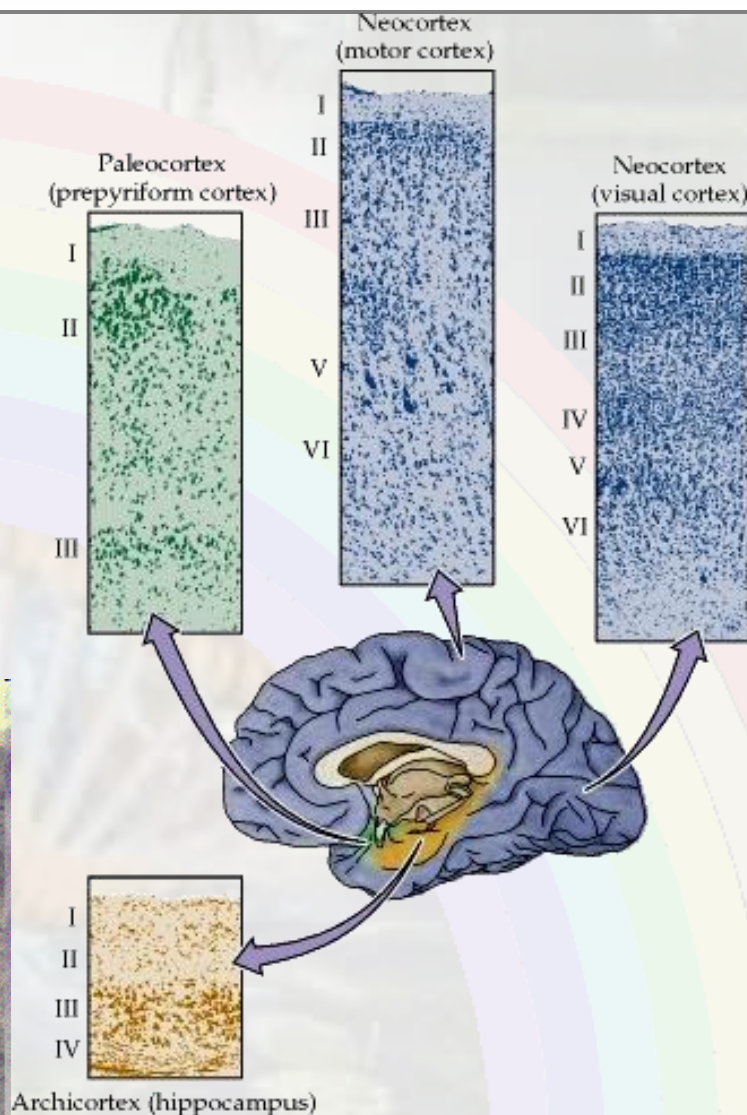 Neocortex
(motor cortex)
I
II
III
V
VI
Paleocortex
(prepyriform cortex)
I
II
III
Neocortex
(visual cortex)
I
II
III
IV
V
VI
I
II
III
IV
Archicortex (hippocampus)